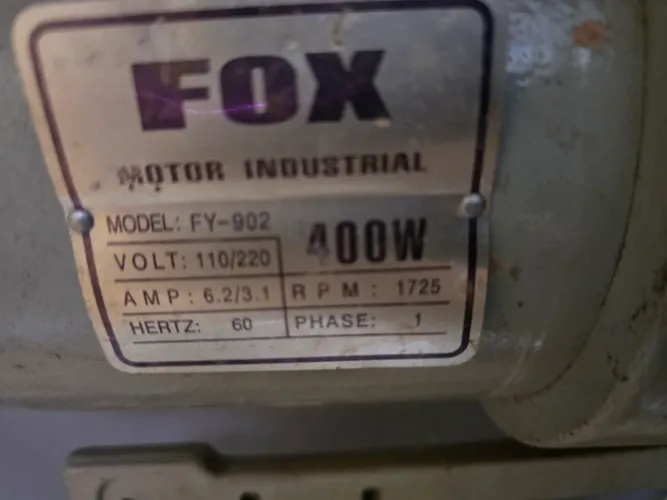 FOX
MOTOR INDUSTRIAL
MODEL: FY-902
400W
VOLT: 110/220
AMP: 6.2/3.1
RPM: 1725
HERTZ: 60
PHASE: 1